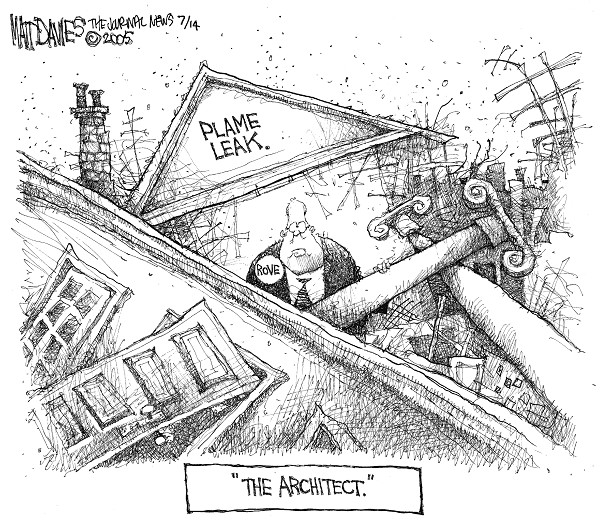 MATT DAVIES THE JOURNAL NEWS 7/14
©2005
PLAME
LEAK.
ROVE
"THE ARCHITECT."